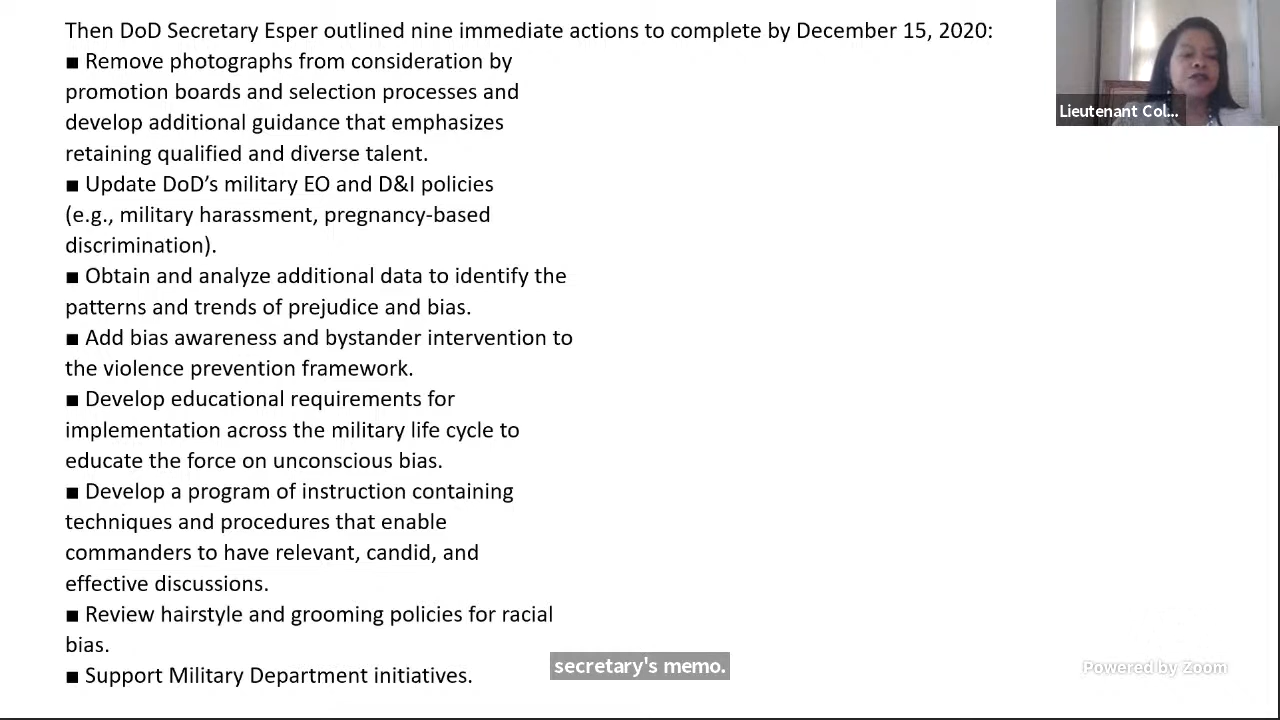 Then DoD Secretary Esper outlined nine immediate actions to complete by December 15, 2020:
■ Remove photographs from consideration by
promotion boards and selection processes and
develop additional guidance that emphasizes
retaining qualified and diverse talent.
■ Update DoD’s military EO and D&I policies
(e.g., military harassment, pregnancy-based
discrimination).
■ Obtain and analyze additional data to identify the
patterns and trends of prejudice and bias.
■ Add bias awareness and bystander intervention to
the violence prevention framework.
■ Develop educational requirements for
implementation across the military life cycle to
educate the force on unconscious bias.
■ Develop a program of instruction containing
techniques and procedures that enable
commanders to have relevant, candid, and
effective discussions.
■ Review hairstyle and grooming policies for racial
bias.
■ Support Military Department initiatives.
Lieutenant Col...
secretary's memo.
Powered by Zoom